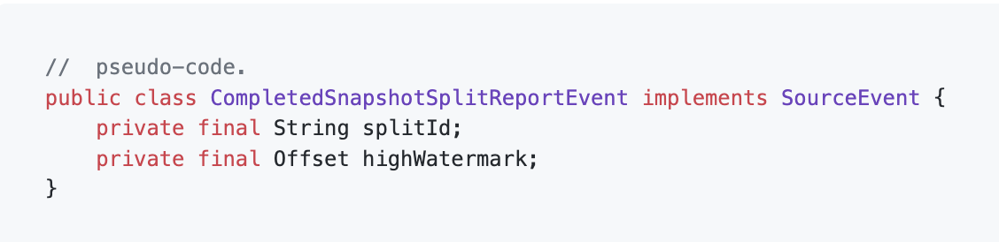 //  pseudo-code.
public class CompletedSnapshotSplitReportEvent implements SourceEvent {
    private final String splitId;
    private final Offset highWatermark;
}